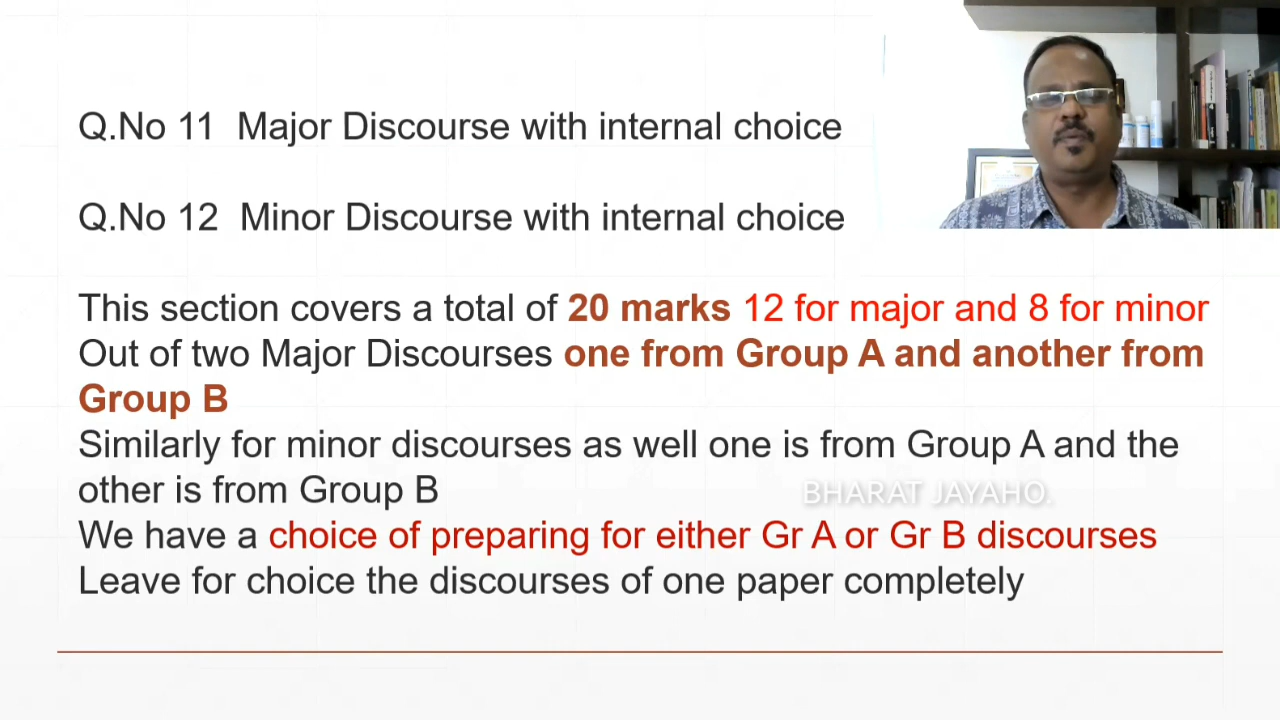 Q.No 11 Major Discourse with internal choice
Q.No 12 Minor Discourse with internal choice
This section covers a total of 20 marks 12 for major and 8 for minor
Out of two Major Discourses one from Group A and another from
Group B
Similarly for minor discourses as well one is from Group A and the
other is from Group B
BHARAT JAYAHO.
We have a choice of preparing for either Gr A or Gr B discourses
Leave for choice the discourses of one paper completely